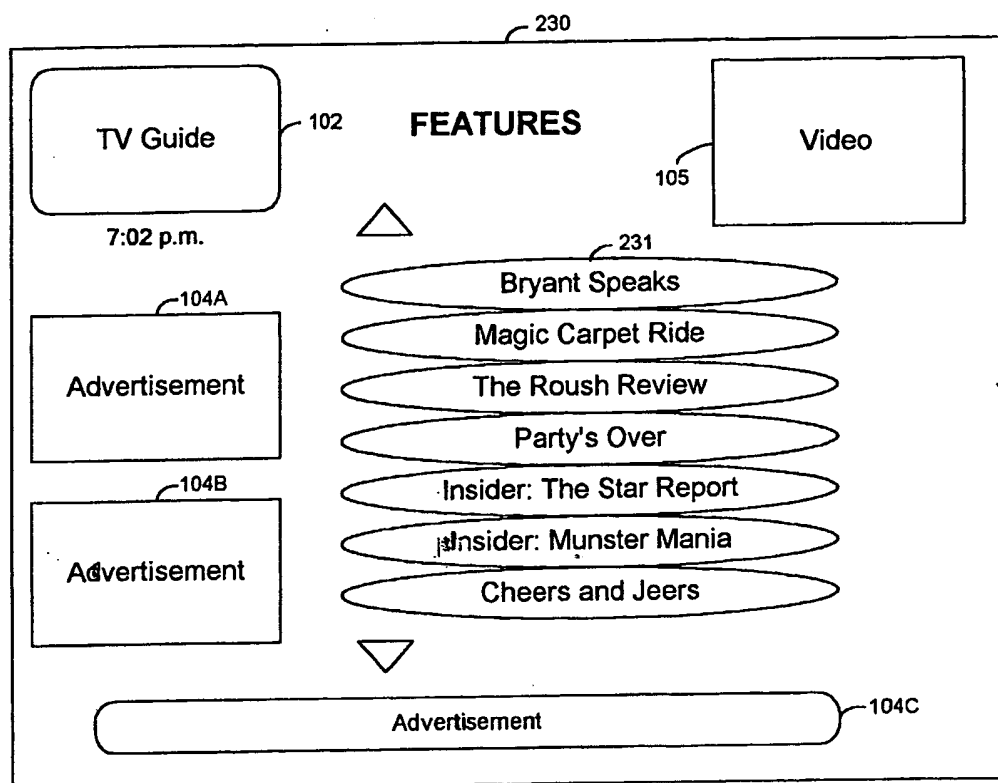 230
TV Guide
102
FEATURES
Video
105
7:02 p.m.
231
Bryant Speaks
104A
Magic Carpet Ride
Advertisement
The Roush Review
Party's Over
104B
Insider: The Star Report
Insider: Munster Mania
Advertisement
Cheers and Jeers
Advertisement
104C